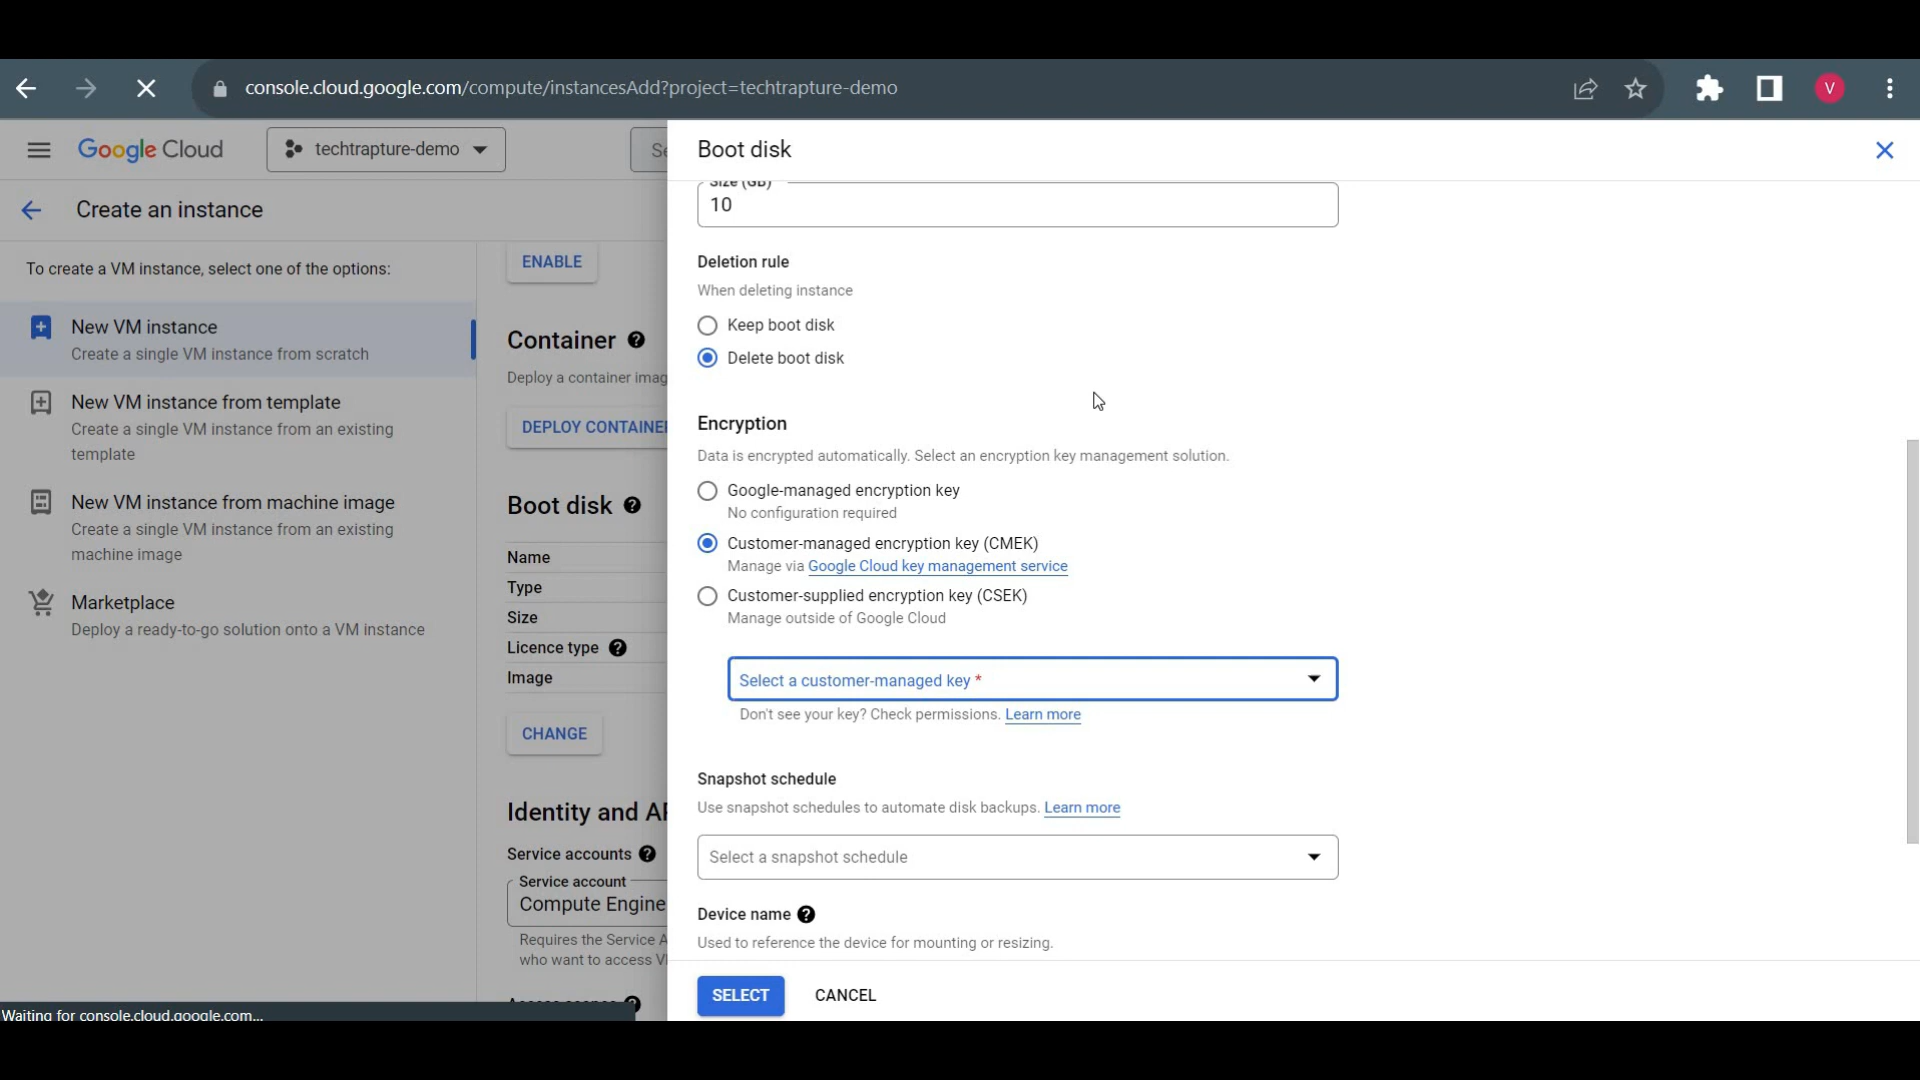 console.cloud.google.com/compute/instancesAdd?project=techtrapture-demo
V
Google Cloud
techtrapture-demo
Se
Create an instance
To create a VM instance, select one of the options:
New VM instance
Create a single VM instance from scratch
New VM instance from template
Create a single VM instance from an existing
template
New VM instance from machine image
Create a single VM instance from an existing
machine image
Marketplace
Deploy a ready-to-go solution onto a VM instance
ENABLE
Container
Deploy a container imag
DEPLOY CONTAINER
Boot disk
Name
Type
Size
Licence type
Image
CHANGE
Identity and AP
Service accounts
Service account
Compute Engine
Requires the Service A
who want to access V
Access scopes
Waiting for console.cloud.google.com...
Boot disk
Size (GB)
10
Deletion rule
When deleting instance
Keep boot disk
Delete boot disk
Encryption
Data is encrypted automatically. Select an encryption key management solution.
Google-managed encryption key
No configuration required
Customer-managed encryption key (CMEK)
Manage via Google Cloud key management service
Customer-supplied encryption key (CSEK)
Manage outside of Google Cloud
Select a customer-managed key *
Don't see your key? Check permissions. Learn more
Snapshot schedule
Use snapshot schedules to automate disk backups. Learn more
Select a snapshot schedule
Device name
Used to reference the device for mounting or resizing.
SELECT
CANCEL